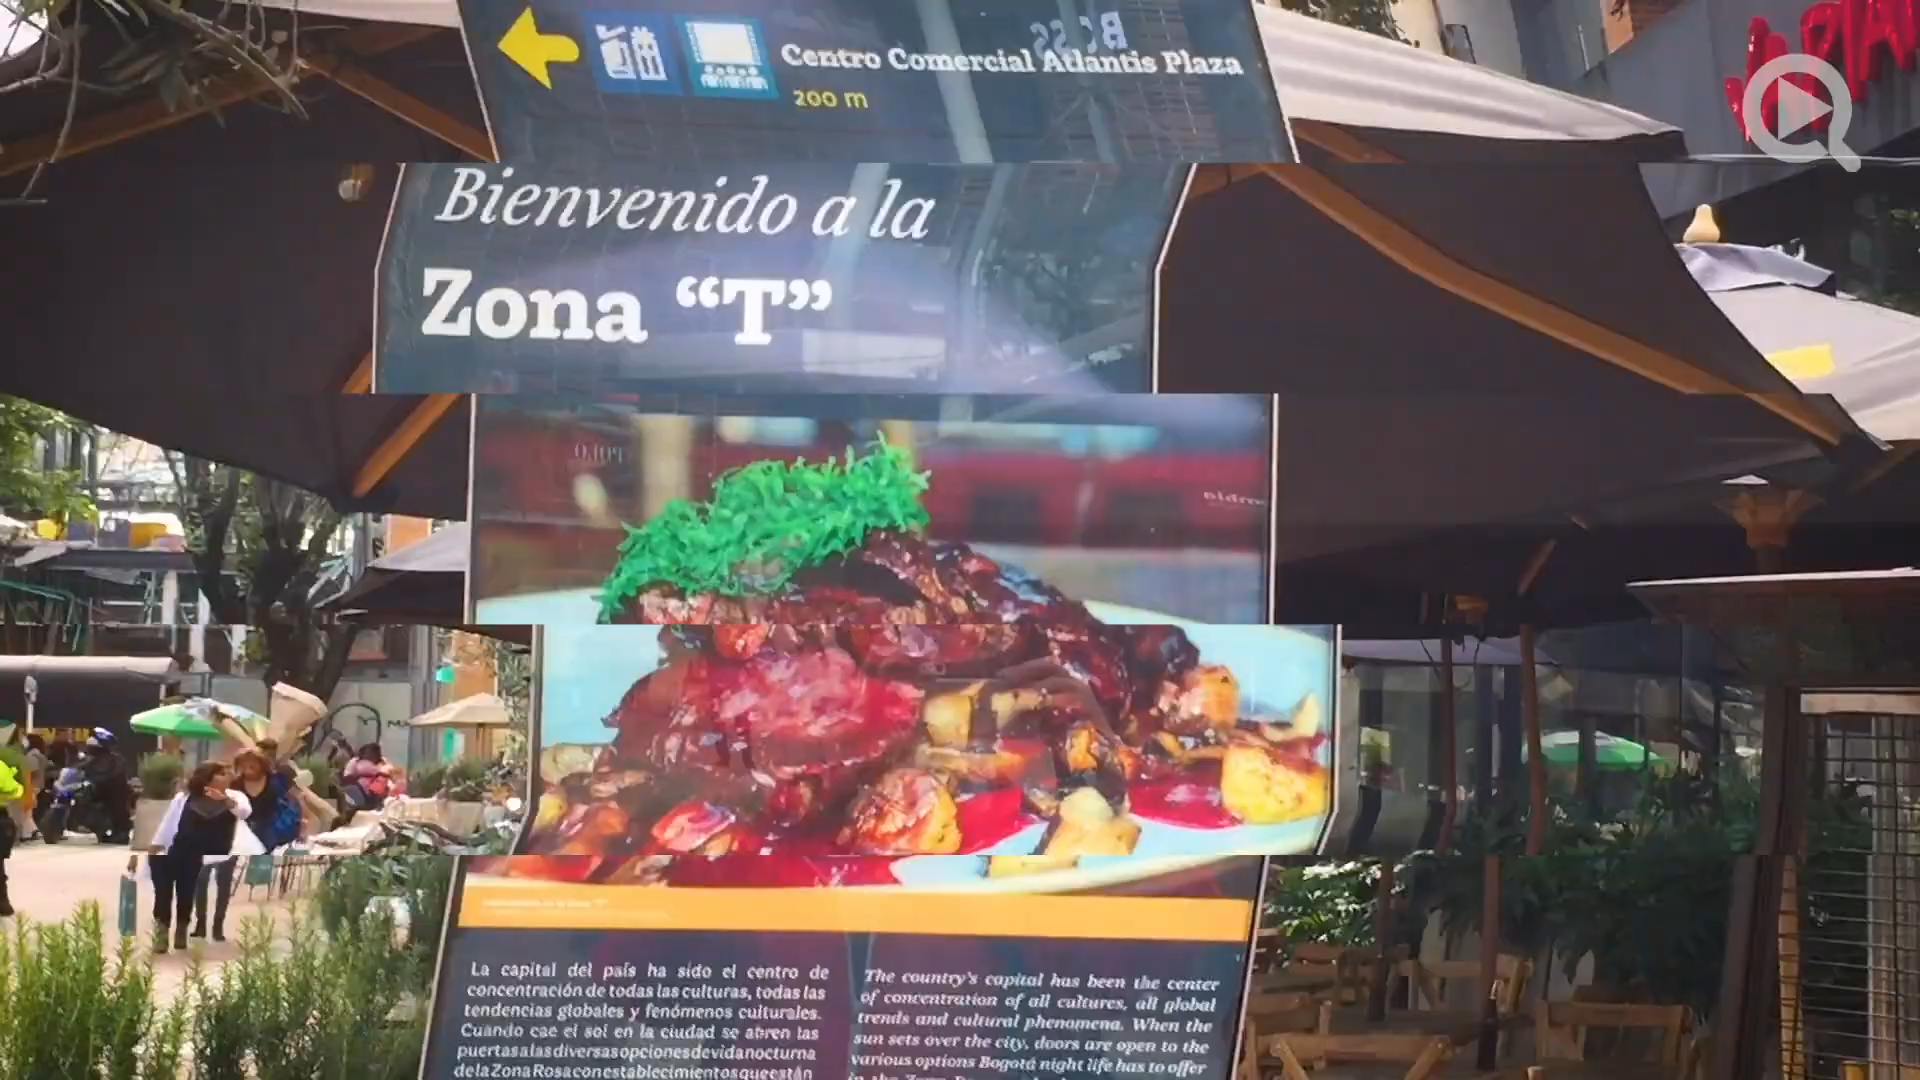 Centro Comercial Atlantis Plaza
200 m
Bienvenido a la
Zona “T”
La capital del país ha sido el centro de
concentración de todas las culturas, todas las
tendencias globales y fenómenos culturales.
Cuando cae el sol en la ciudad se abren las
puertas a las diversas opciones de vida nocturna
de la Zona Rosa con establecimientos que están
The country's capital has been the center
of concentration of all cultures, all global
trends and cultural phenomena. When the
sun sets over the city, doors are open to the
various options Bogotá night life has to offer
in the Zona